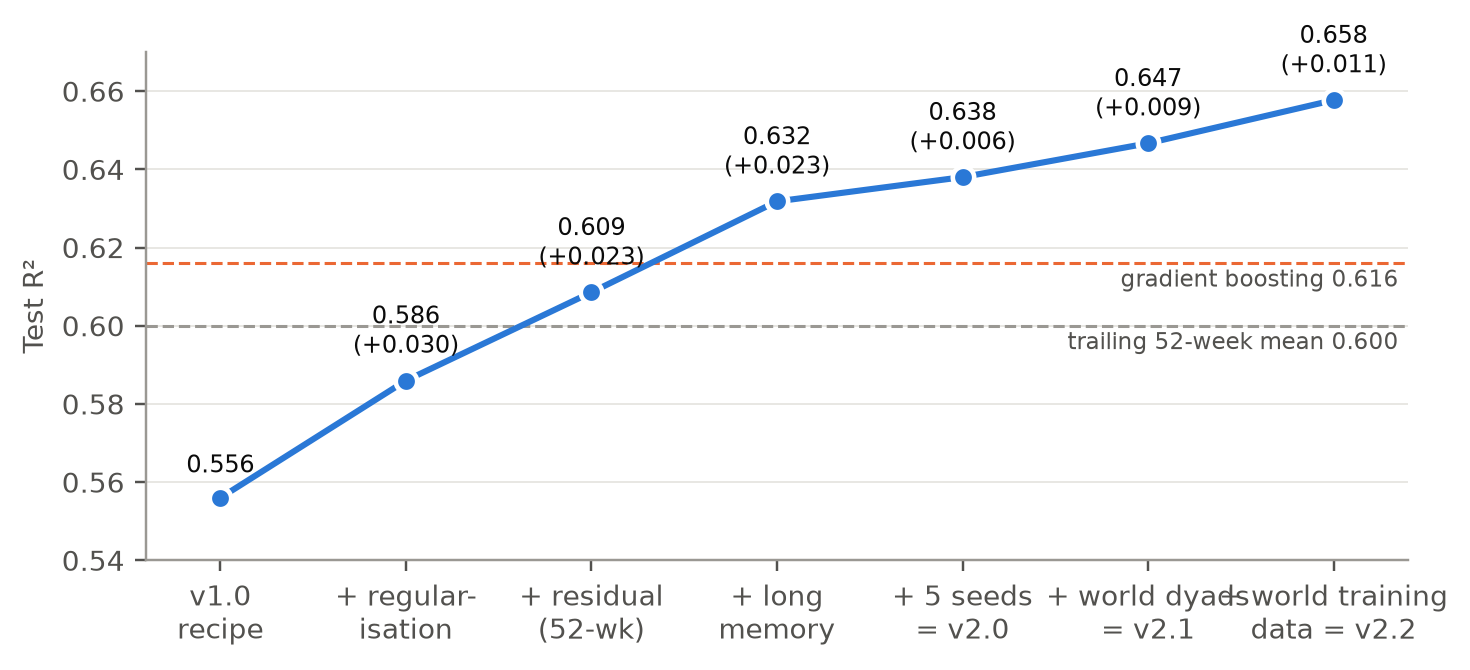 0.658
(+0.011)
0.647
(+0.009)
0.638
(+0.006)
0.632
(+0.023)
0.609
(+0.023)
0.586
(+0.030)
0.556
gradient boosting 0.616
trailing 52-week mean 0.600
Test R²
0.66
0.64
0.62
0.60
0.58
0.56
0.54
v1.0
recipe
+ regular-
isation
+ residual
(52-wk)
+ long
memory
+ 5 seeds
= v2.0
+ world dyads
= v2.1
+ world training
data = v2.2